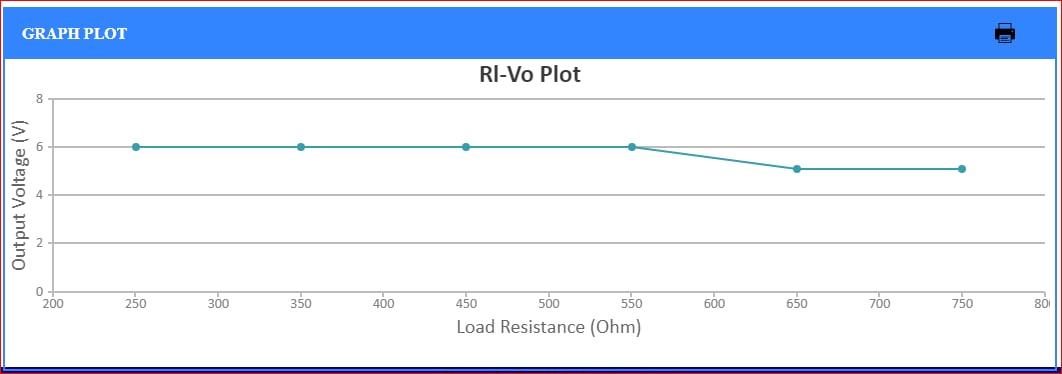 GRAPH PLOT
Rl-Vo Plot
8
6
4
2
0
Output Voltage (V)
200 250 300 350 400 450 500 550 600 650 700 750 80
Load Resistance (Ohm)